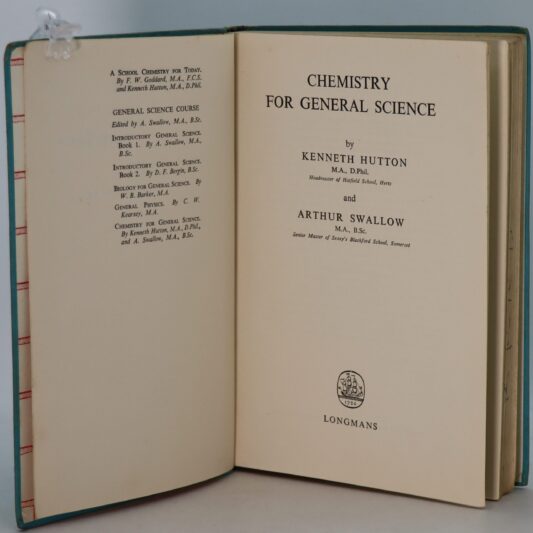 A School Chemistry for Today.
By F. W. Goddard, M.A., F.C.S.
and Kenneth Hutton, M.A., D.Phil.
GENERAL SCIENCE COURSE
Edited by A. Swallow, M.A., B.Sc.
Introductory General Science.
Book 1. By A. Swallow, M.A.,
B.Sc.
Introductory General Science.
Book 2. By D. F. Bergin, B.Sc.
Biology for General Science. By
W. B. Barker, M.A.
General Physics. By C. W.
Kearsey, M.A.
Chemistry for General Science.
By Kenneth Hutton, M.A., D.Phil.,
and A. Swallow, M.A., B.Sc.
CHEMISTRY
FOR GENERAL SCIENCE
by
KENNETH HUTTON
M.A., D.Phil.
Headmaster of Hatfield School, Herts
and
ARTHUR SWALLOW
M.A., B.Sc.
Senior Master of Sexey's Blackford School, Somerset
1724
LONGMANS